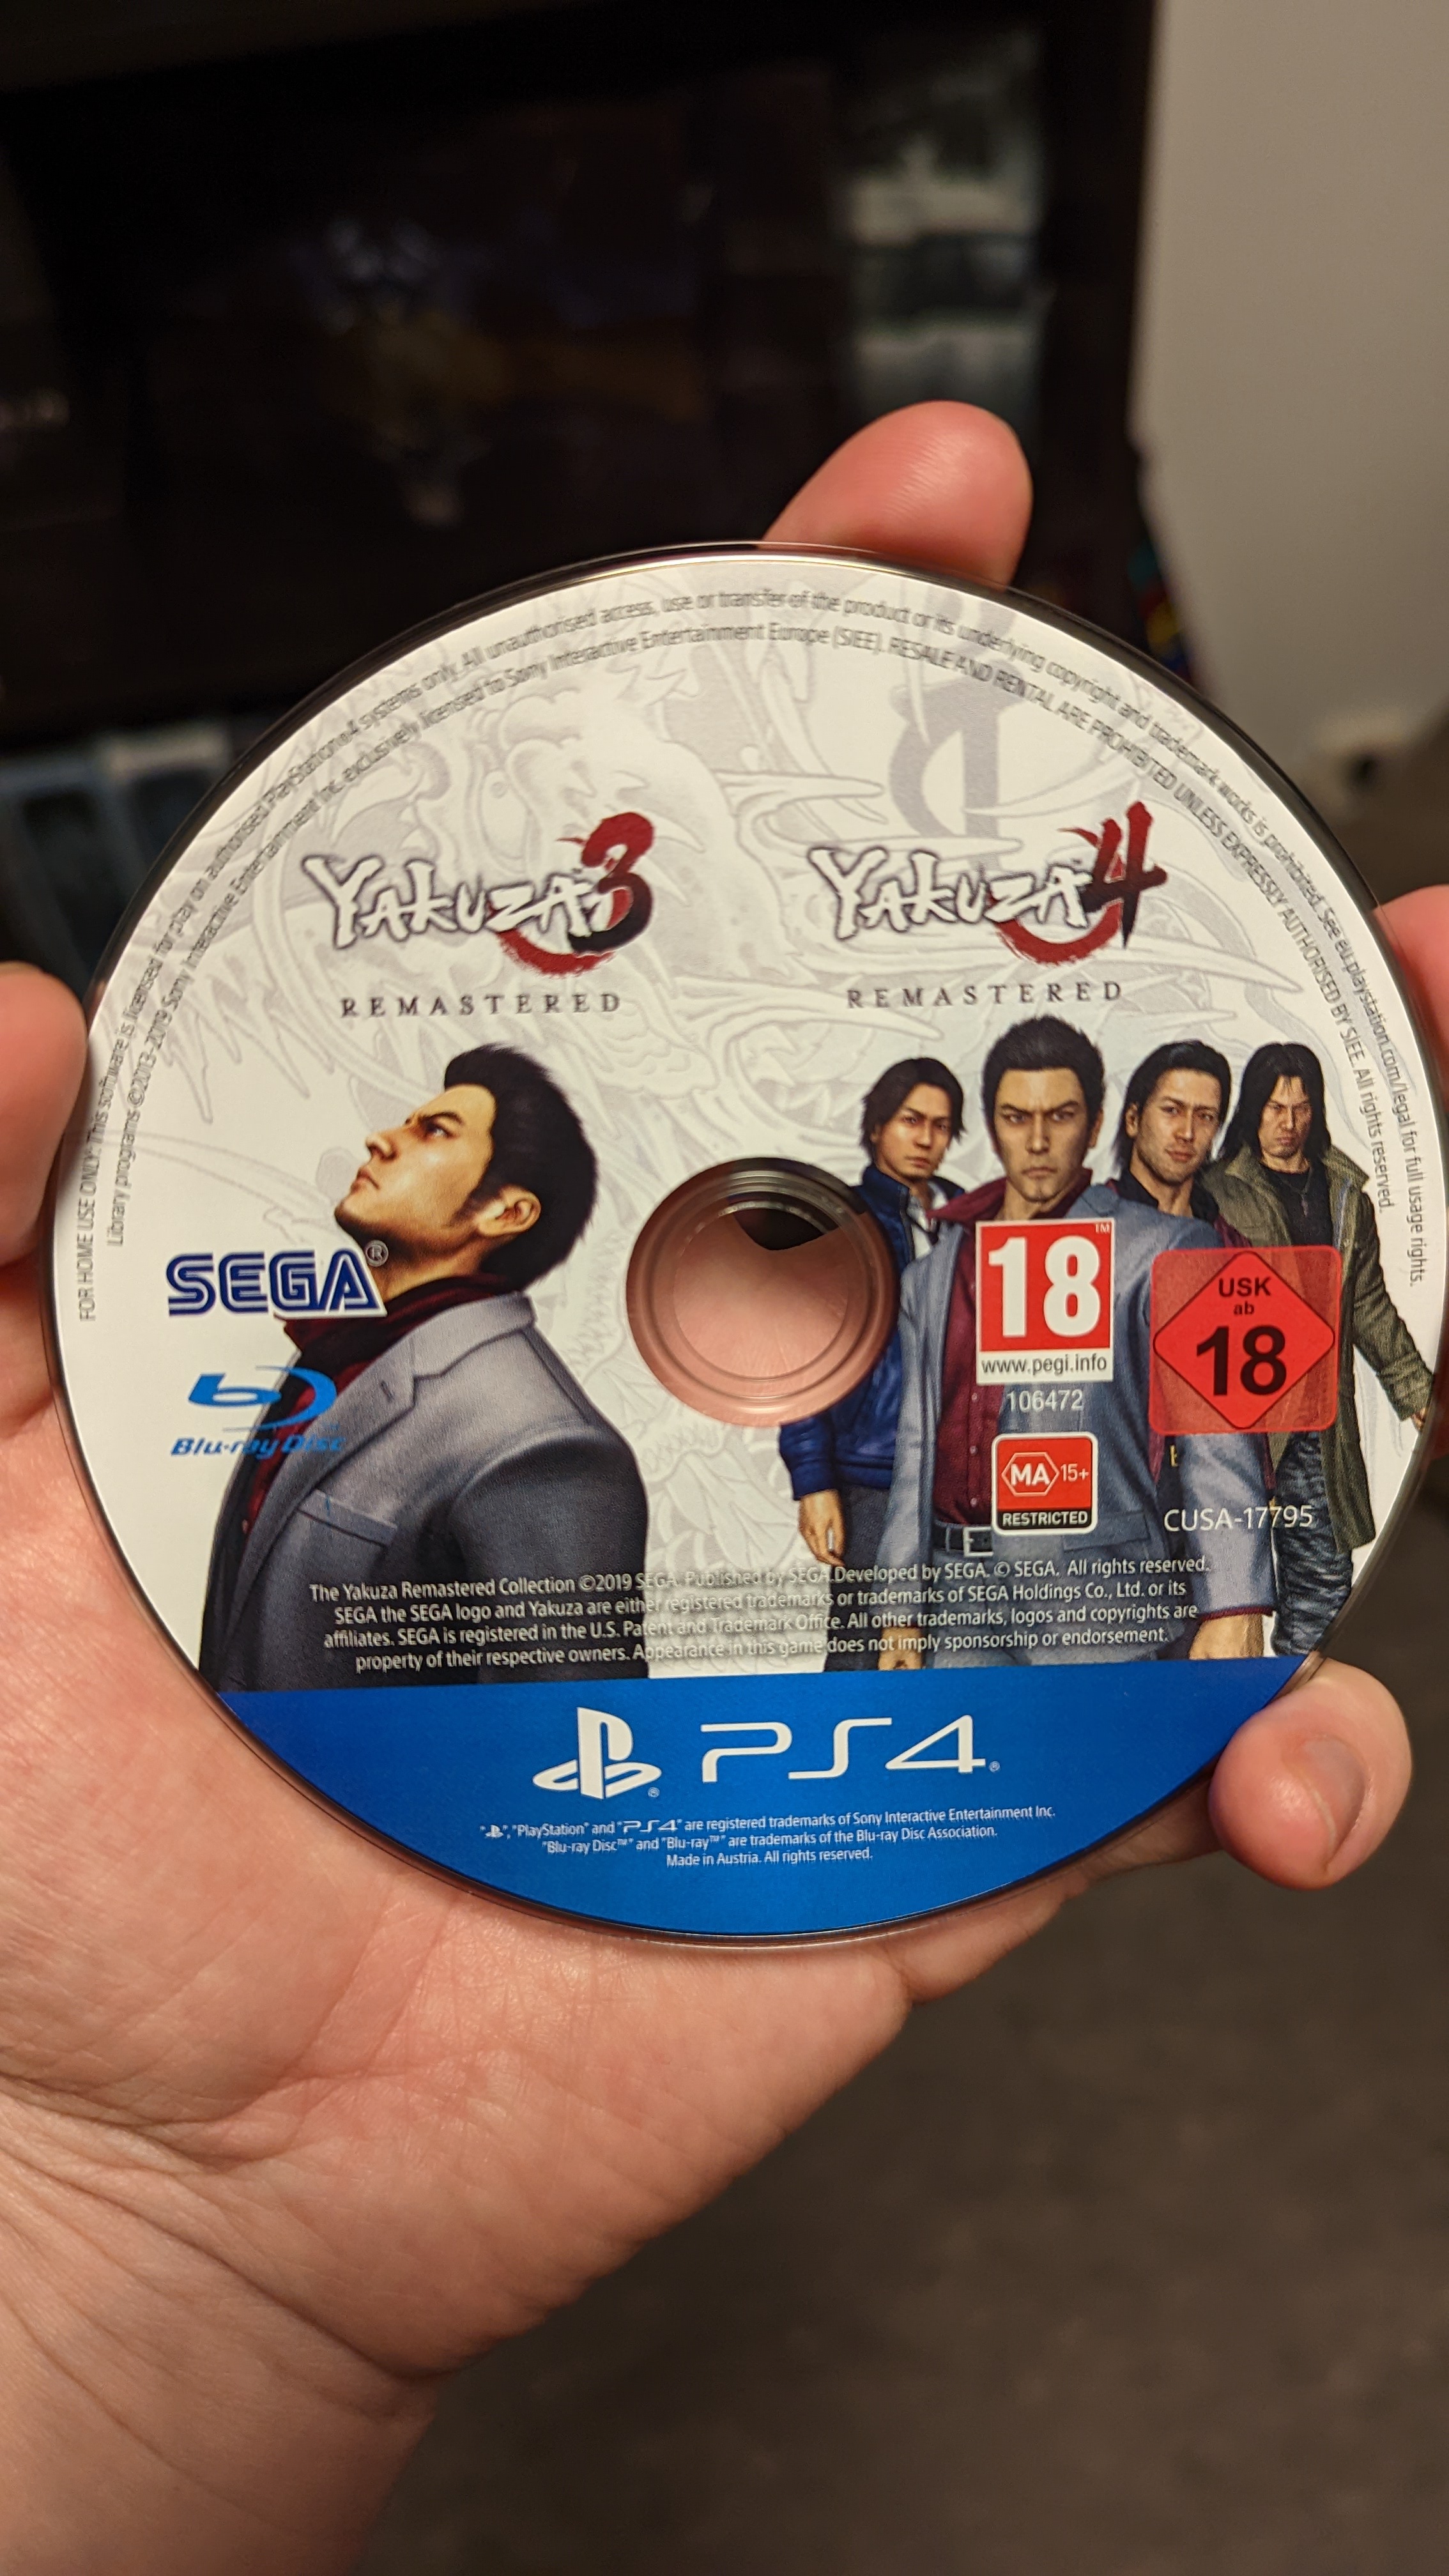 FOR HOME USE ONLY: This software is licensed for play on authorised PlayStation®4 systems only. All unauthorised access, use or transfer of the product or its underlying copyright and trademark works is prohibited. See eu.playstation.com/legal for full usage rights.
Library programs ©2013-2019 Sony Interactive Entertainment Inc. exclusively licensed to Sony Interactive Entertainment Europe (SIEE). RESALE AND RENTAL ARE PROHIBITED UNLESS EXPRESSLY AUTHORISED BY SIEE. All rights reserved.
YAKUZA™ 3
REMASTERED
YAKUZA™ 4
REMASTERED
SEGA®
Blu-ray Disc
18™
www.pegi.info
106472
USK
ab
18
MA 15+
RESTRICTED
CUSA-17795
The Yakuza Remastered Collection ©2019 SEGA. Published by SEGA.Developed by SEGA. © SEGA. All rights reserved.
SEGA the SEGA logo and Yakuza are either registered trademarks or trademarks of SEGA Holdings Co., Ltd. or its
affiliates. SEGA is registered in the U.S. Patent and Trademark Office. All other trademarks, logos and copyrights are
property of their respective owners. Appearance in this game does not imply sponsorship or endorsement.
PS4®
"PlayStation" and "PS4" are registered trademarks of Sony Interactive Entertainment Inc.
"Blu-ray Disc™" and "Blu-ray™" are trademarks of the Blu-ray Disc Association.
Made in Austria. All rights reserved.